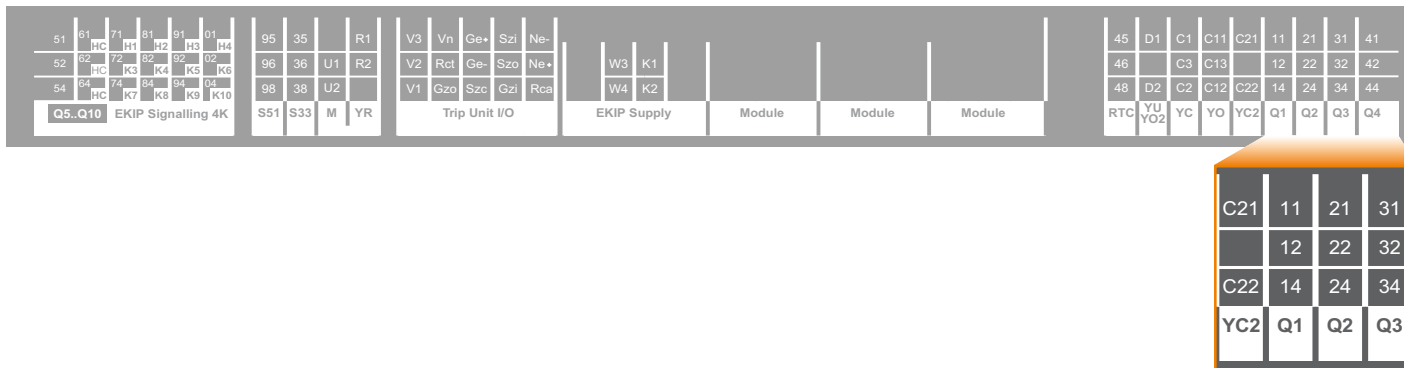 51 61 HC 71 H1 81 H2 91 H3 01 H4 95 35 R1 V3 Vn Ge+ Szi Ne- 45 D1 C1 C11 C21 11 21 31 41
52 62 HC 72 K3 82 K4 92 K5 02 K6 96 36 U1 R2 V2 Rct Ge- Szo Ne+ W3 K1 46 C3 C13 12 22 32 42
54 64 HC 74 K7 84 K8 94 K9 04 K10 98 38 U2 V1 Gzo Szc Gzi Rca W4 K2 48 D2 C2 C12 C22 14 24 34 44
Q5..Q10 EKIP Signalling 4K S51 S33 M YR Trip Unit I/O EKIP Supply Module Module Module RTC YU YO2 YC YO YC2 Q1 Q2 Q3 Q4
C21 11 21 31
12 22 32
C22 14 24 34
YC2 Q1 Q2 Q3